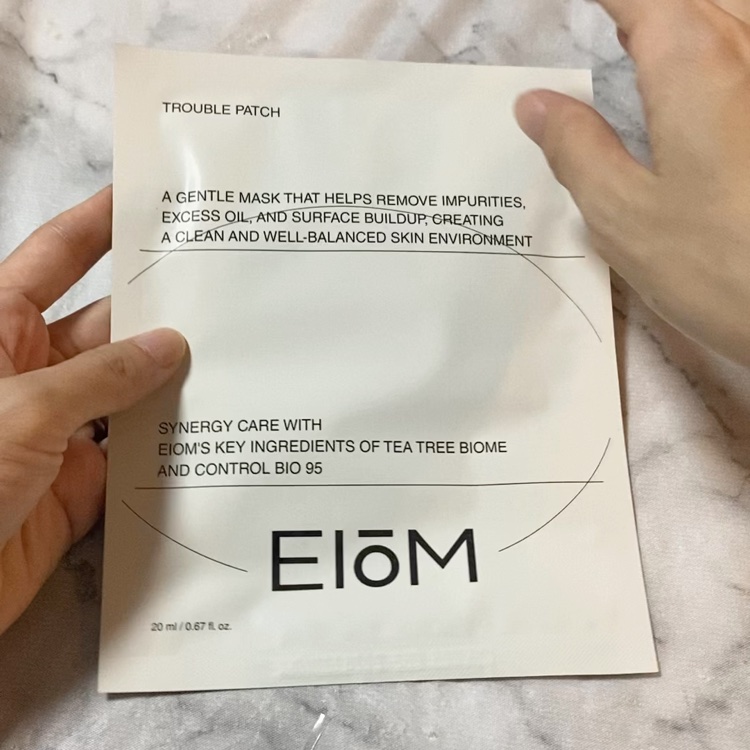 TROUBLE PATCH
A GENTLE MASK THAT HELPS REMOVE IMPURITIES,
EXCESS OIL, AND SURFACE BUILDUP, CREATING
A CLEAN AND WELL-BALANCED SKIN ENVIRONMENT
SYNERGY CARE WITH
EIOM'S KEY INGREDIENTS OF TEA TREE BIOME
AND CONTROL BIO 95
EIōM
20 ml / 0.67 fl. oz.